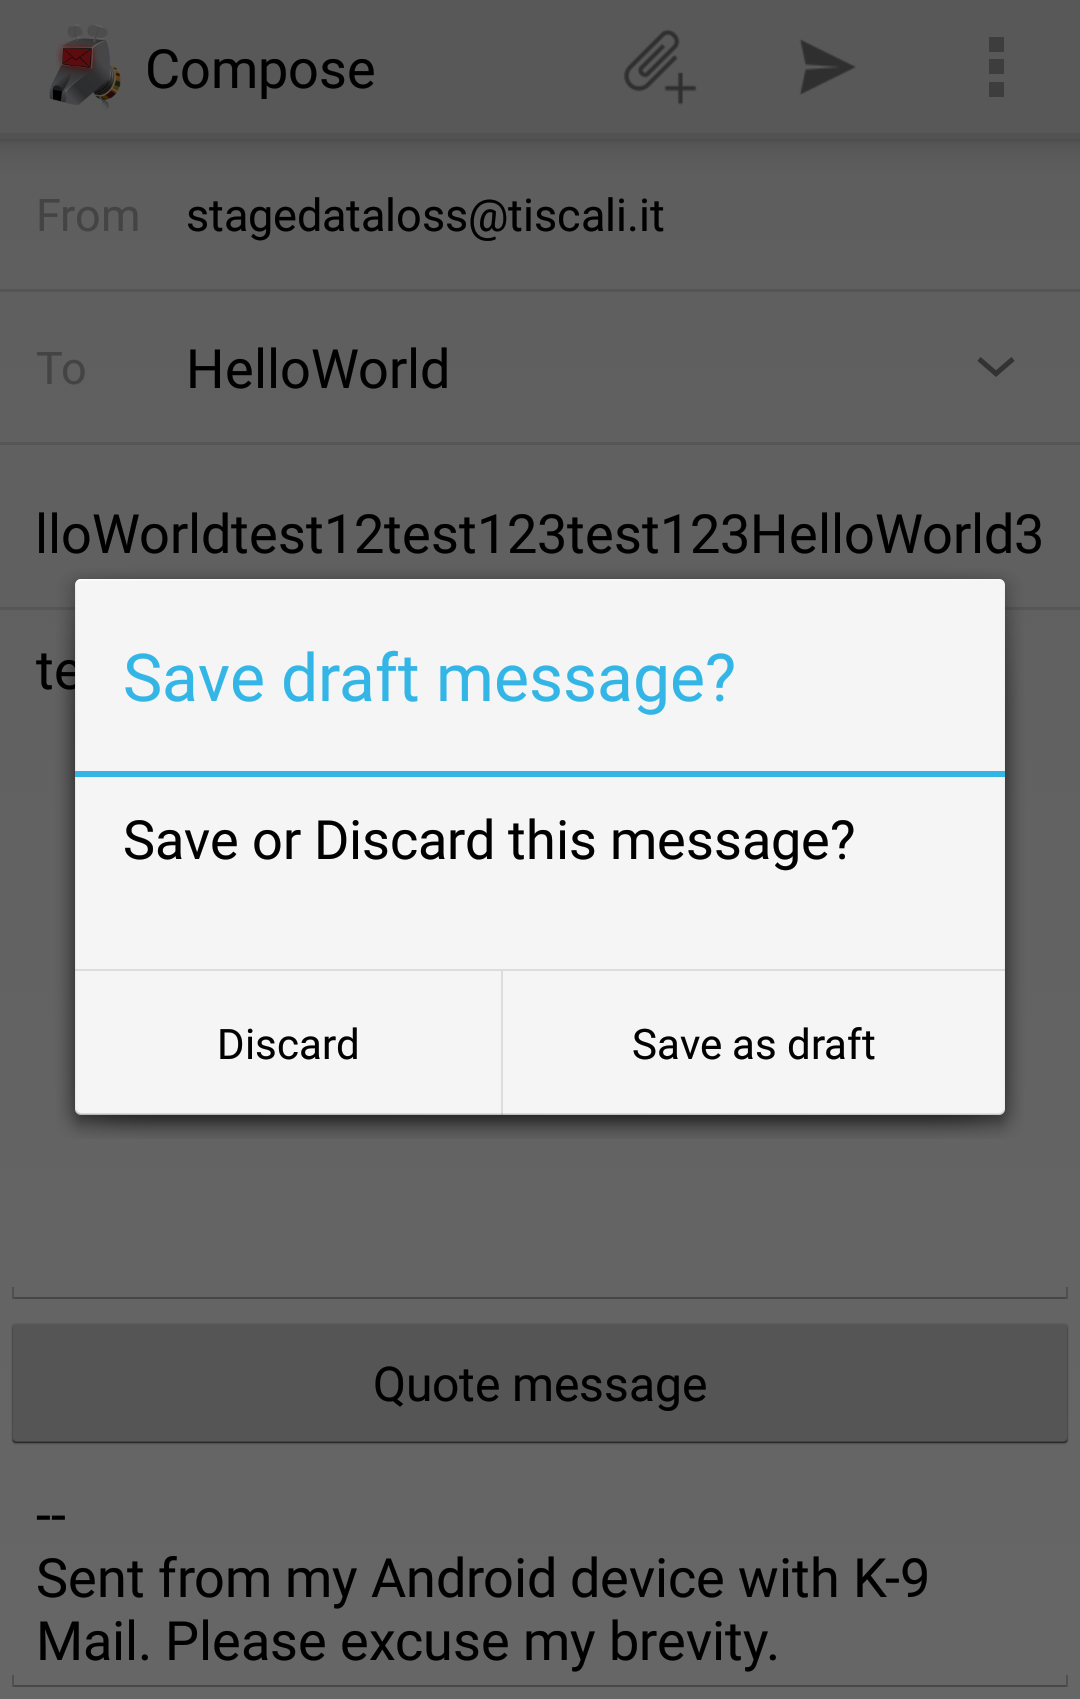 Compose
From stagedataloss@tiscali.it
To HelloWorld
lloWorldtest12test123test123HelloWorld3
te
Save draft message?
Save or Discard this message?
Discard Save as draft
Quote message
--
Sent from my Android device with K-9
Mail. Please excuse my brevity.